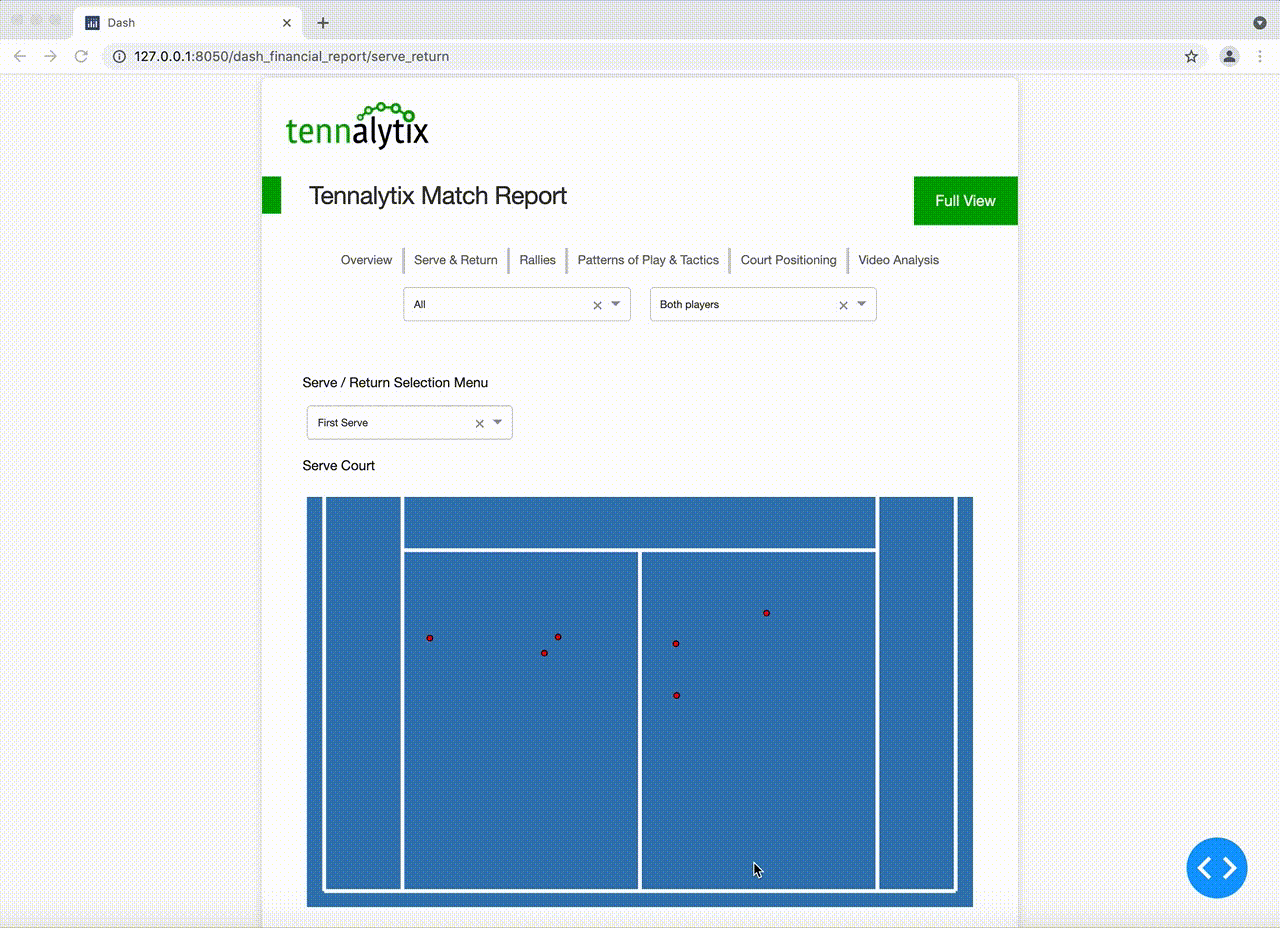 Dash
127.0.0.1:8050/dash_financial_report/serve_return
tennalytix
Tennalytix Match Report
Full View
Overview Serve & Return Rallies Patterns of Play & Tactics Court Positioning Video Analysis
All Both players
Serve / Return Selection Menu
First Serve
Serve Court